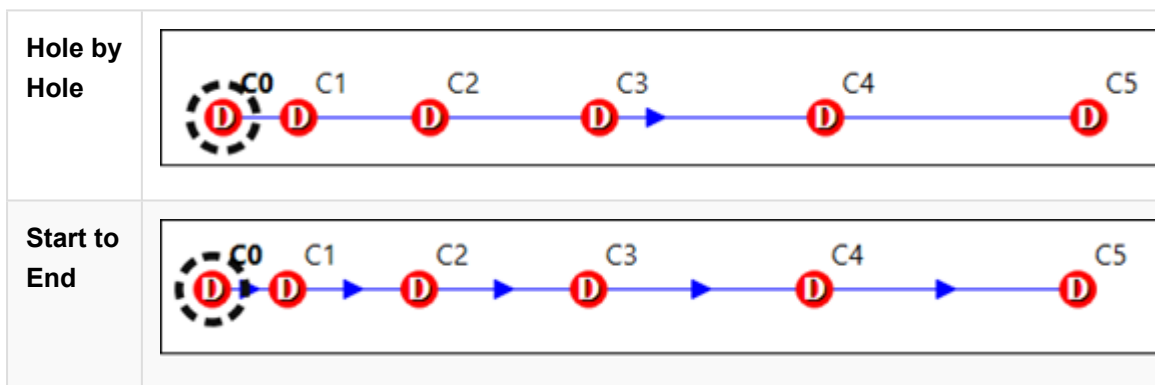 Hole by
Hole
C0 C1 C2 C3 C4 C5
D D D D D D
Start to
End
C0 C1 C2 C3 C4 C5
D D D D D D